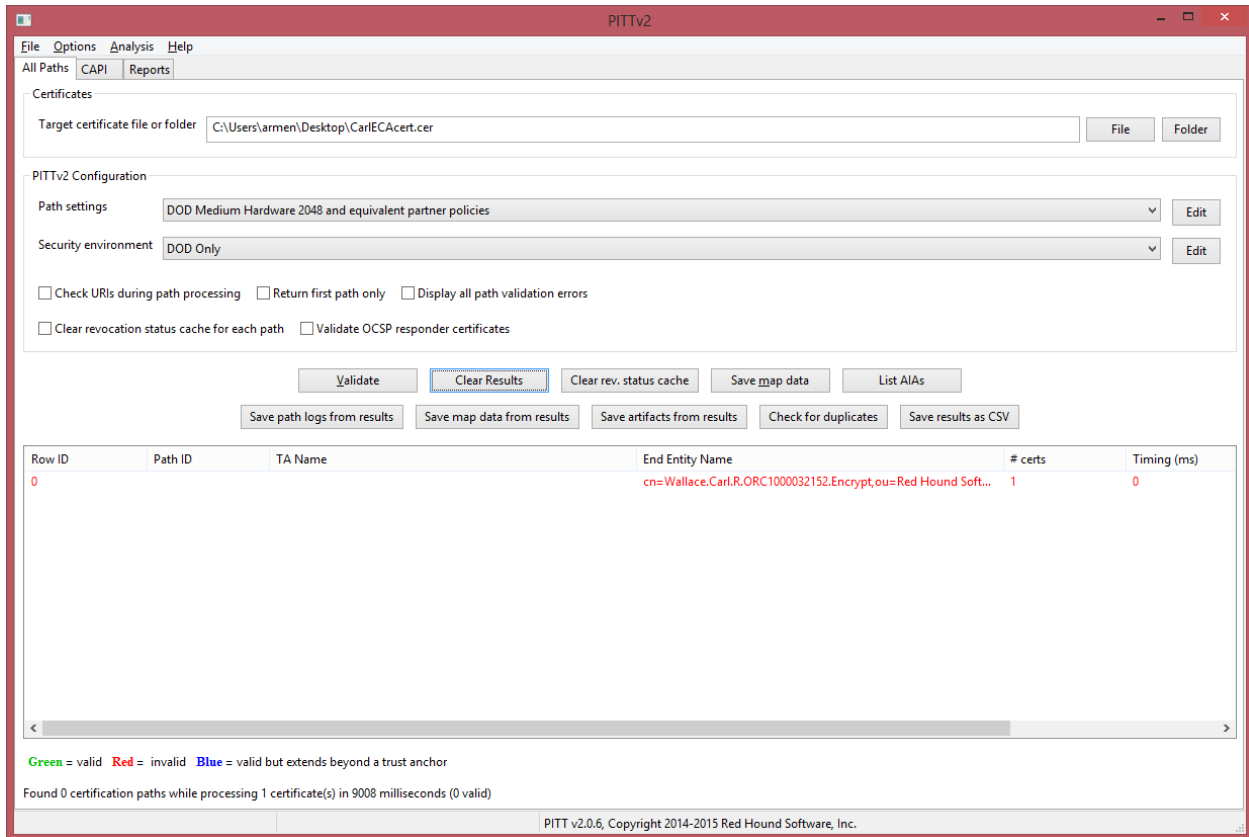 PITTv2
File Options Analysis Help
All Paths CAPI Reports
Certificates
Target certificate file or folder C:\Users\armen\Desktop\CarlECAcert.cer File Folder
PITTv2 Configuration
Path settings DOD Medium Hardware 2048 and equivalent partner policies Edit
Security environment DOD Only Edit
Check URIs during path processing Return first path only Display all path validation errors
Clear revocation status cache for each path Validate OCSP responder certificates
Validate Clear Results Clear rev. status cache Save map data List AIAs
Save path logs from results Save map data from results Save artifacts from results Check for duplicates Save results as CSV
Row ID Path ID TA Name End Entity Name # certs Timing (ms)
0 cn=Wallace.Carl.R.ORC1000032152.Encrypt,ou=Red Hound Soft... 1 0
Green = valid Red = invalid Blue = valid but extends beyond a trust anchor
Found 0 certification paths while processing 1 certificate(s) in 9008 milliseconds (0 valid)
PITT v2.0.6, Copyright 2014-2015 Red Hound Software, Inc.